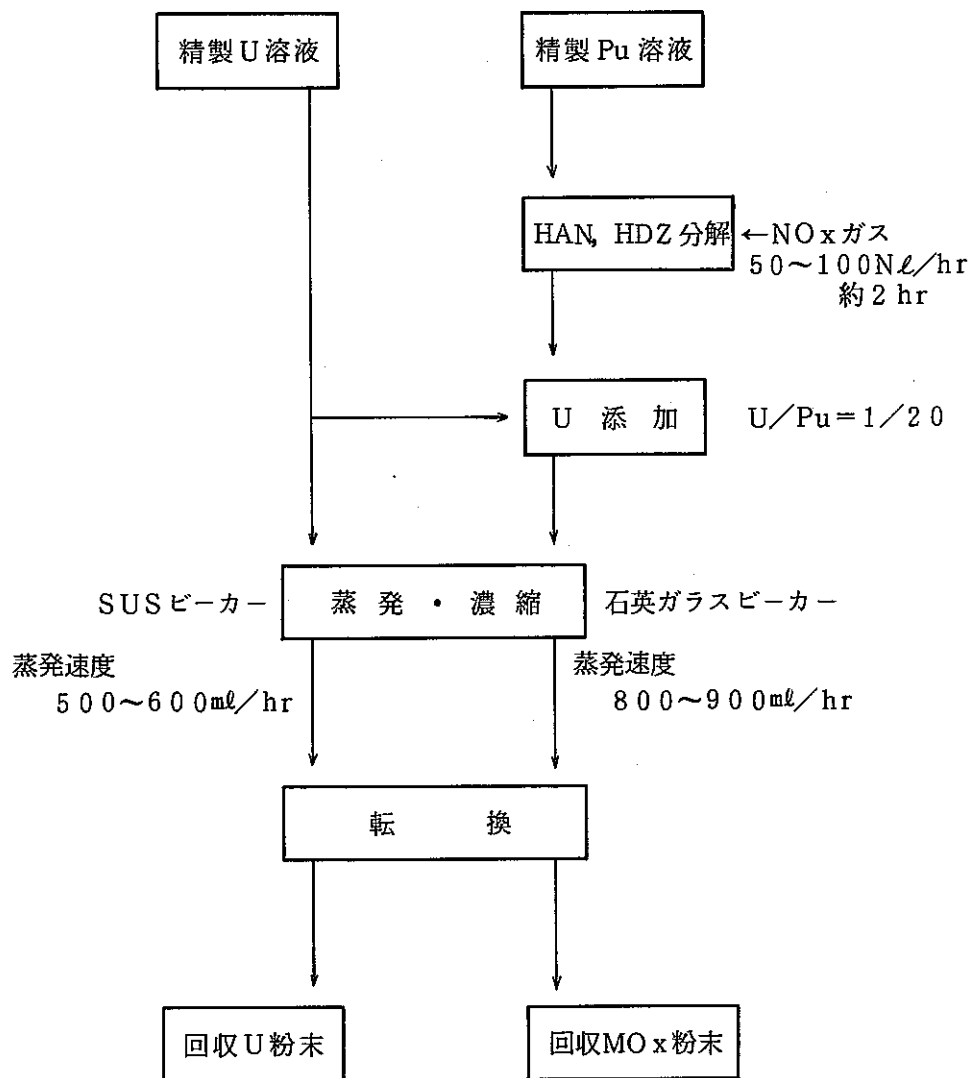 精製U溶液
精製Pu溶液
HAN, HDZ分解
←NOxガス
50〜100Nℓ/hr
約2hr
U 添 加
U/Pu=1/20
SUSビーカー
蒸 発 ・ 濃 縮
石英ガラスビーカー
蒸発速度
500〜600mℓ/hr
蒸発速度
800〜900mℓ/hr
転 換
回収U粉末
回収MOx粉末